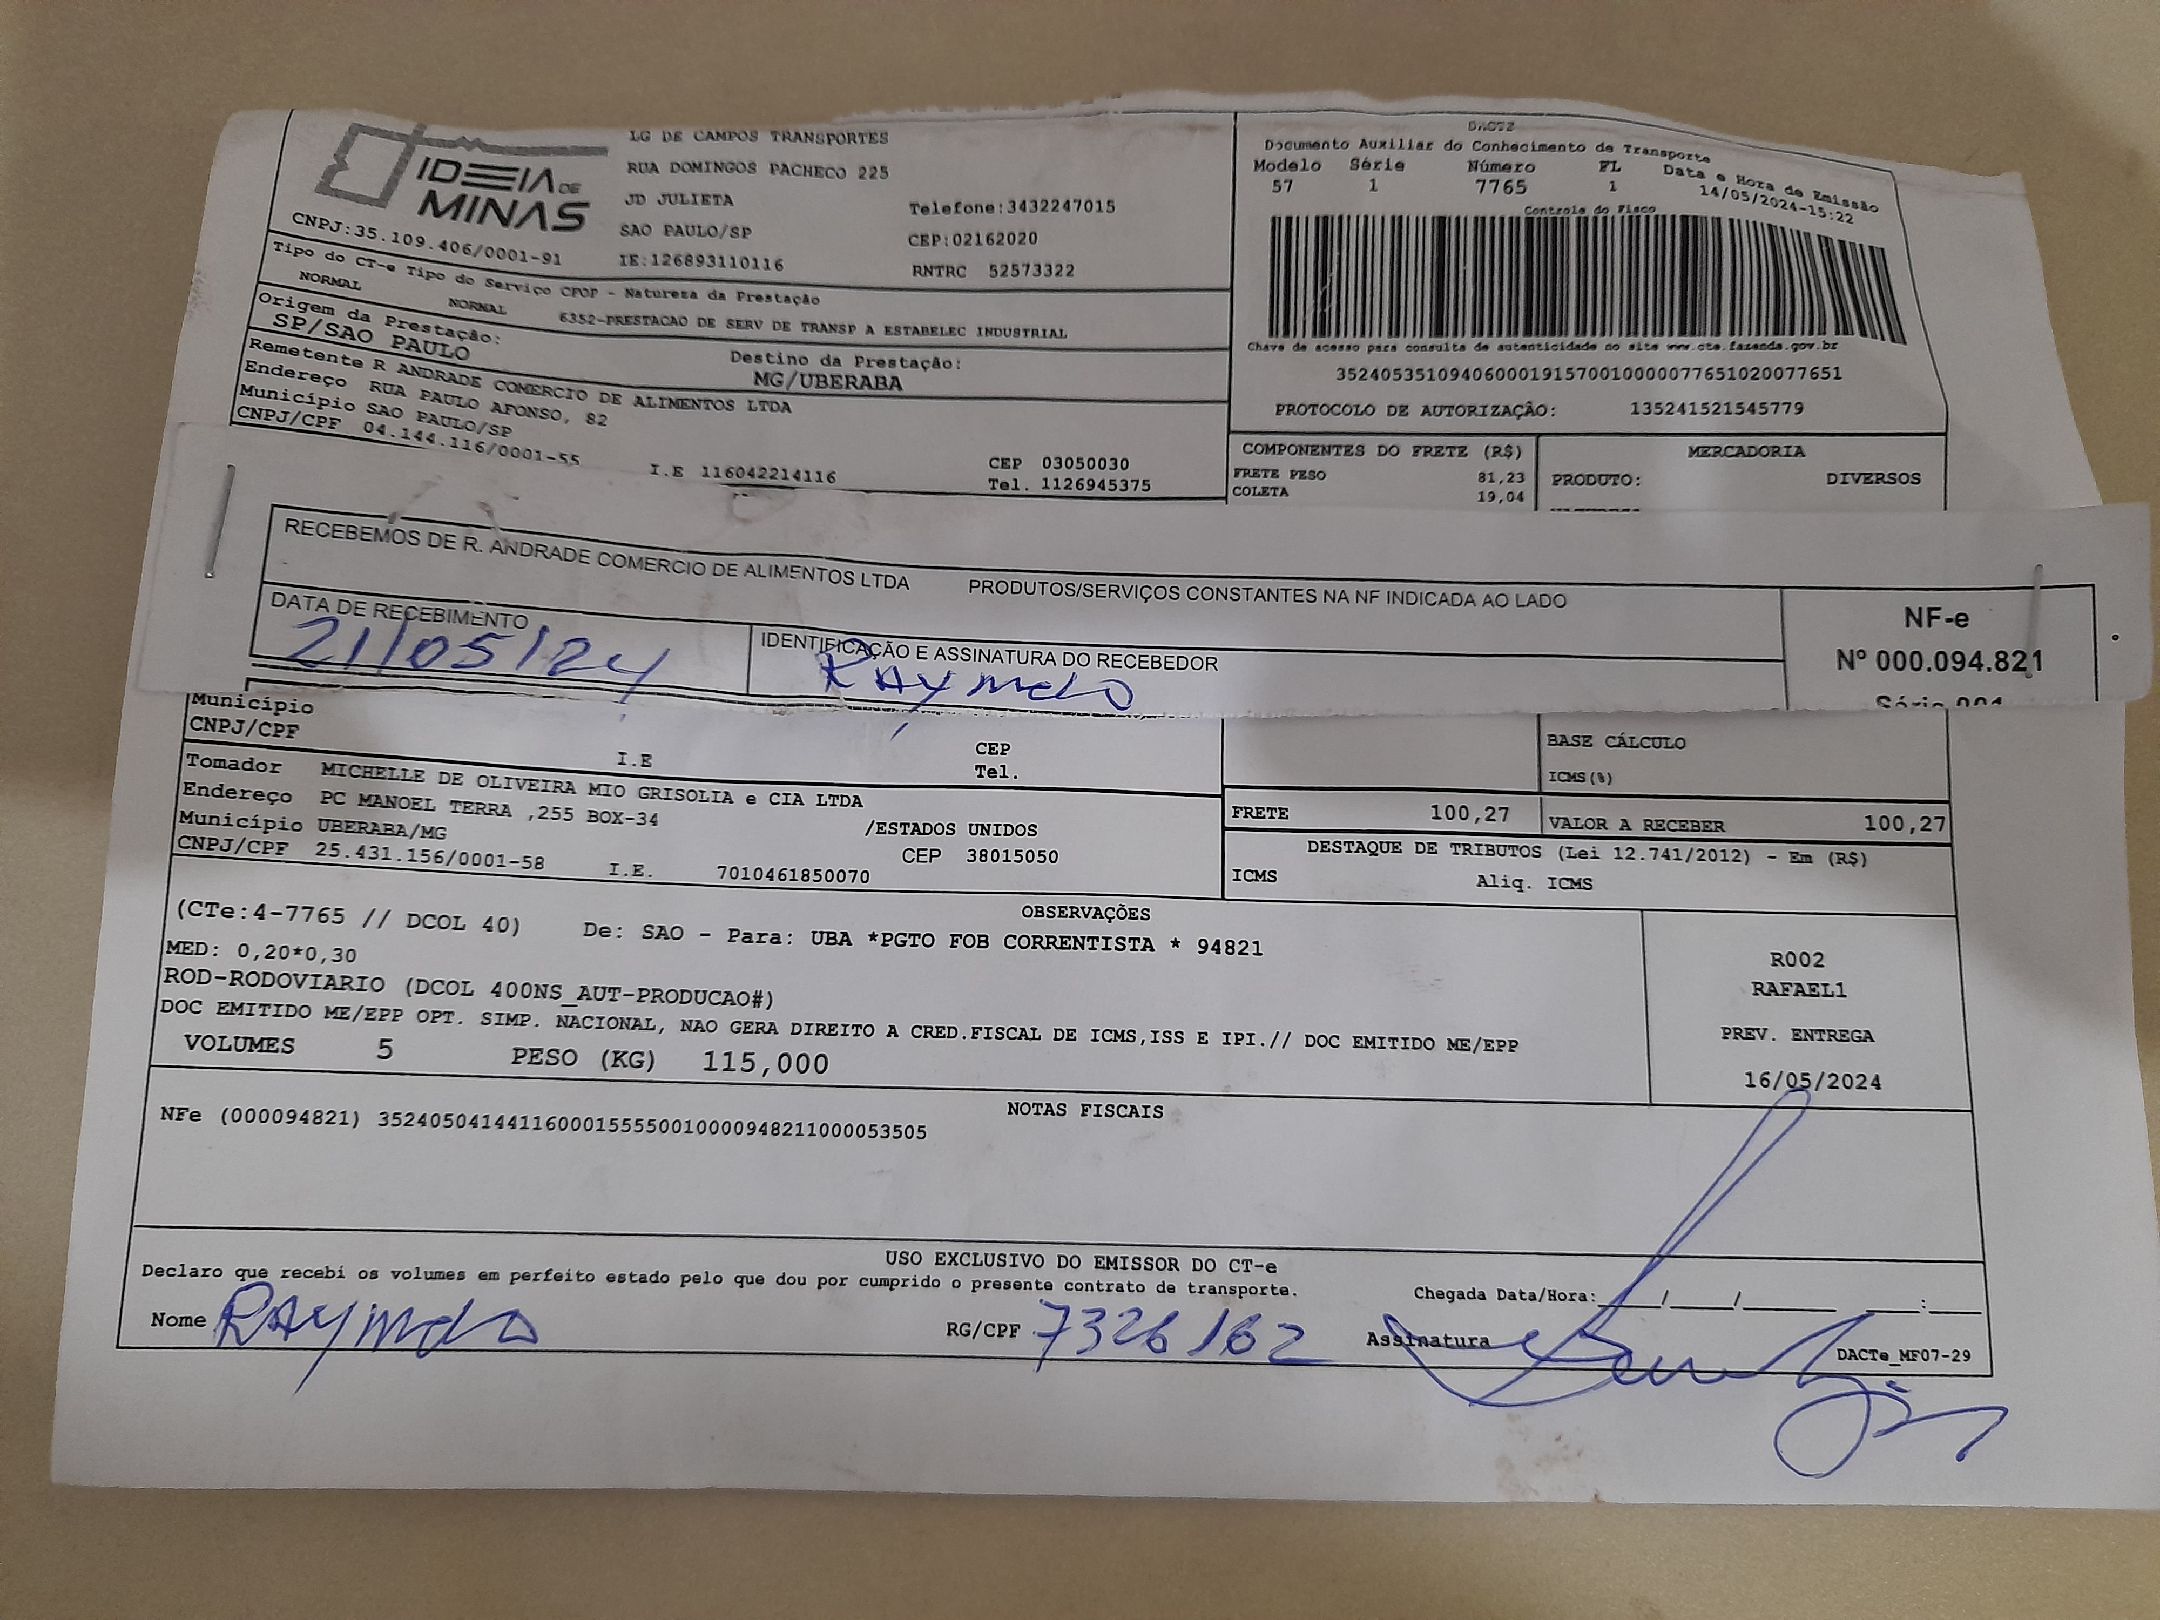 IDEIA DE
MINAS
CNPJ:35.109.406/0001-91
LG DE CAMPOS TRANSPORTES
RUA DOMINGOS PACHECO 225
JD JULIETA
Telefone:3432247015
SAO PAULO/SP
CEP:02162020
IE:126893110116
RNTRC 52573322
DACTE
Documento Auxiliar do Conhecimento de Transporte
Modelo Série Número FL Data e Hora de Emissão
57 1 7765 1 14/05/2024-15:22
Controle do Fisco
Chave de acesso para consulta de autenticidade no site www.cte.fazenda.gov.br
35240535109406000191570010000077651020077651
PROTOCOLO DE AUTORIZAÇÃO: 135241521545779
Tipo do CT-e Tipo do Serviço CFOP - Natureza da Prestação
NORMAL NORMAL 6352-PRESTACAO DE SERV DE TRANSP A ESTABELEC INDUSTRIAL
Origem da Prestação: Destino da Prestação:
SP/SAO PAULO MG/UBERABA
Remetente R ANDRADE COMERCIO DE ALIMENTOS LTDA
Endereço RUA PAULO AFONSO, 82
Município SAO PAULO/SP CEP 03050030
CNPJ/CPF 04.144.116/0001-55 I.E 116042214116 Tel. 1126945375
COMPONENTES DO FRETE (R$)
FRETE PESO 81,23
COLETA 19,04
MERCADORIA
PRODUTO: DIVERSOS
RECEBEMOS DE R. ANDRADE COMERCIO DE ALIMENTOS LTDA PRODUTOS/SERVIÇOS CONSTANTES NA NF INDICADA AO LADO
DATA DE RECEBIMENTO
21/05/24
IDENTIFICAÇÃO E ASSINATURA DO RECEBEDOR
RAYMdo
NF-e
Nº 000.094.821
Série 001
Município CEP
CNPJ/CPF I.E Tel.
BASE CÁLCULO
ICMS(%)
Tomador MICHELLE DE OLIVEIRA MIO GRISOLIA e CIA LTDA
Endereço PC MANOEL TERRA ,255 BOX-34 /ESTADOS UNIDOS
Município UBERABA/MG CEP 38015050
CNPJ/CPF 25.431.156/0001-58 I.E. 7010461850070
FRETE 100,27 VALOR A RECEBER 100,27
DESTAQUE DE TRIBUTOS (Lei 12.741/2012) - Em (R$)
ICMS Aliq. ICMS
OBSERVAÇÕES
(CTe:4-7765 // DCOL 40) De: SAO - Para: UBA *PGTO FOB CORRENTISTA * 94821
MED: 0,20*0,30
ROD-RODOVIARIO (DCOL 400NS_AUT-PRODUCAO#)
DOC EMITIDO ME/EPP OPT. SIMP. NACIONAL, NAO GERA DIREITO A CRED.FISCAL DE ICMS,ISS E IPI.// DOC EMITIDO ME/EPP
VOLUMES 5 PESO (KG) 115,000
R002
RAFAEL1
PREV. ENTREGA
16/05/2024
NOTAS FISCAIS
NFe (000094821) 35240504144116000155550010000948211000053505
USO EXCLUSIVO DO EMISSOR DO CT-e
Declaro que recebi os volumes em perfeito estado pelo que dou por cumprido o presente contrato de transporte.
Chegada Data/Hora:____/____/______ ___:____
Nome RAYMdo RG/CPF 7326162 Assinatura
DACTe_MF07-29